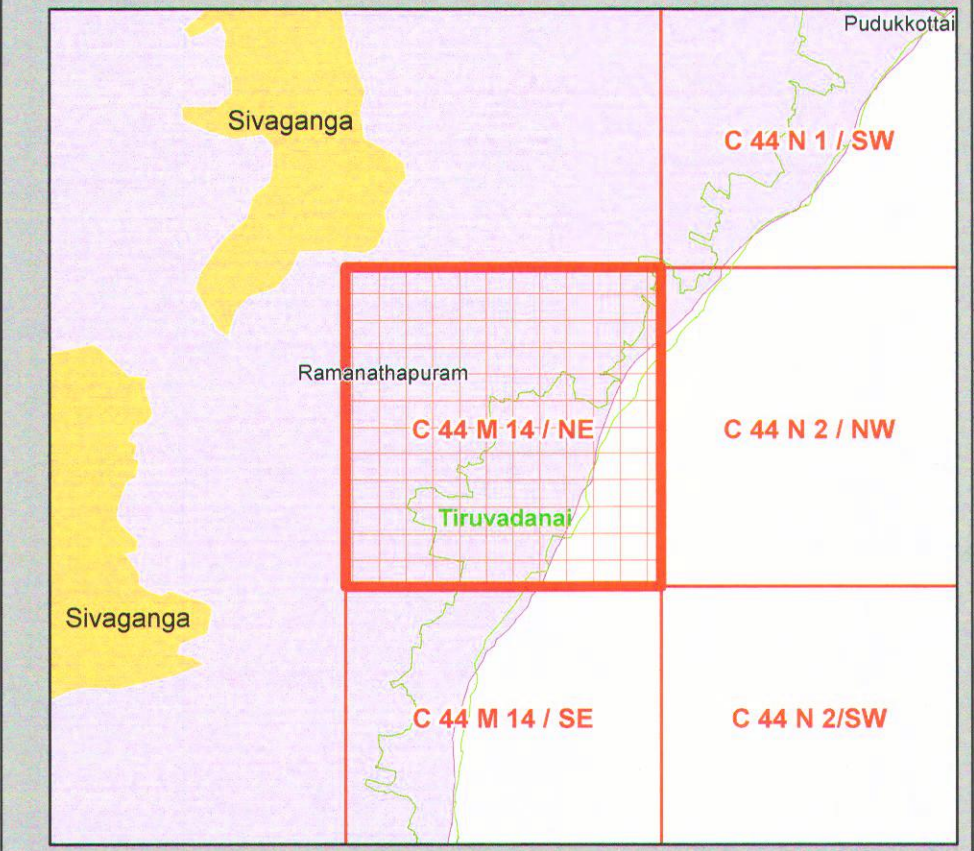 Pudukkottai
Sivaganga
C 44 N 1 / SW
Ramanathapuram
C 44 M 14 / NE
C 44 N 2 / NW
Tiruvadanai
Sivaganga
C 44 M 14 / SE
C 44 N 2/SW